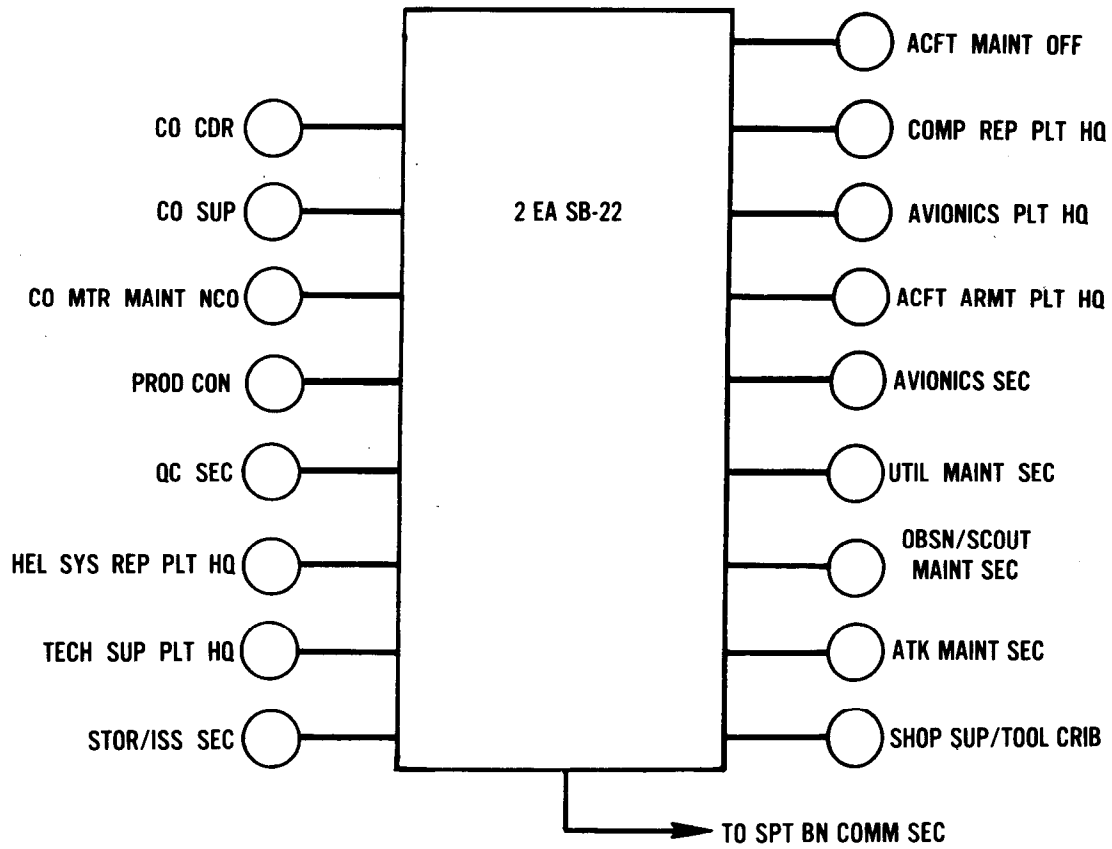 ACFT MAINT OFF
CO CDR
COMP REP PLT HQ
CO SUP
2 EA SB-22
AVIONICS PLT HQ
CO MTR MAINT NCO
ACFT ARMT PLT HQ
PROD CON
AVIONICS SEC
QC SEC
UTIL MAINT SEC
HEL SYS REP PLT HQ
OBSN/SCOUT
MAINT SEC
TECH SUP PLT HQ
ATK MAINT SEC
STOR/ISS SEC
SHOP SUP/TOOL CRIB
TO SPT BN COMM SEC